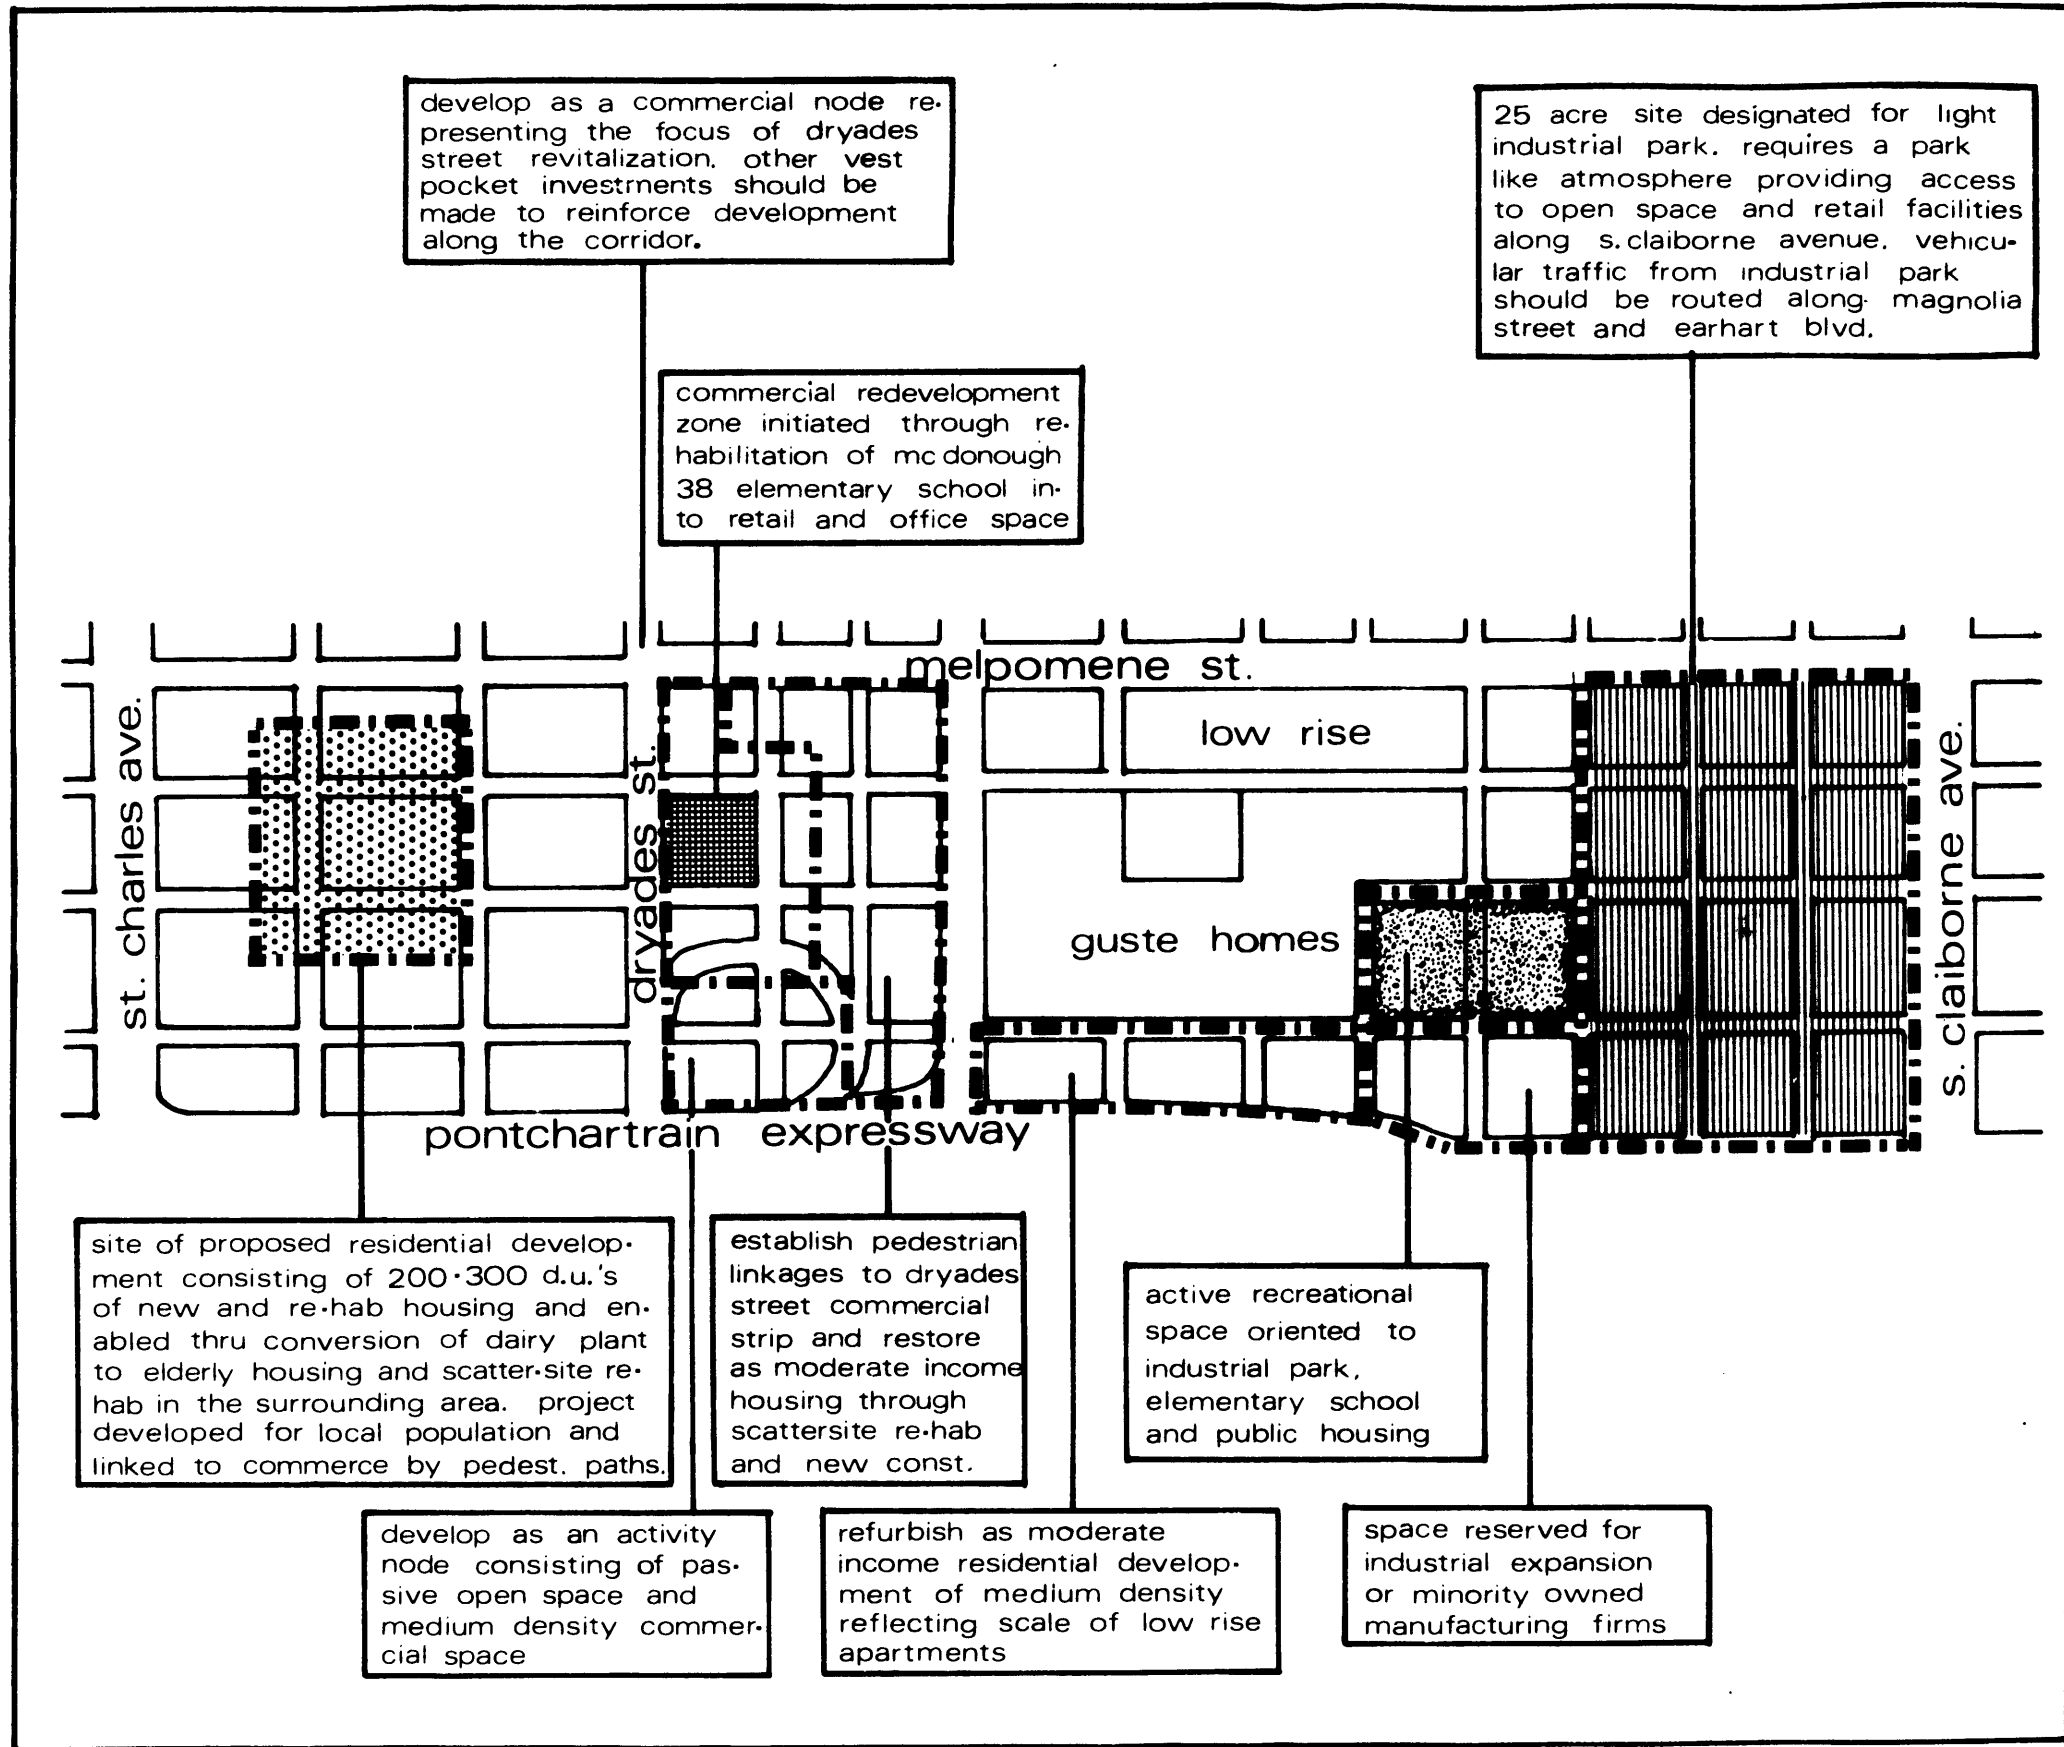 develop as a commercial node re·
presenting the focus of dryades
street revitalization. other vest
pocket investments should be
made to reinforce development
along the corridor.
25 acre site designated for light
industrial park. requires a park
like atmosphere providing access
to open space and retail facilities
along s. claiborne avenue. vehicu·
lar traffic from industrial park
should be routed along magnolia
street and earhart blvd.
commercial redevelopment
zone initiated through re·
habilitation of mc donough
38 elementary school in·
to retail and office space
melpomene st.
low rise
st. charles ave.
dryades st.
guste homes
s. claiborne ave.
pontchartrain expressway
site of proposed residential develop·
ment consisting of 200·300 d.u.'s
of new and re·hab housing and en·
abled thru conversion of dairy plant
to elderly housing and scatter·site re·
hab in the surrounding area. project
developed for local population and
linked to commerce by pedest. paths.
establish pedestrian
linkages to dryades
street commercial
strip and restore
as moderate income
housing through
scattersite re·hab
and new const.
active recreational
space oriented to
industrial park,
elementary school
and public housing
develop as an activity
node consisting of pas·
sive open space and
medium density commer·
cial space
refurbish as moderate
income residential develop·
ment of medium density
reflecting scale of low rise
apartments
space reserved for
industrial expansion
or minority owned
manufacturing firms